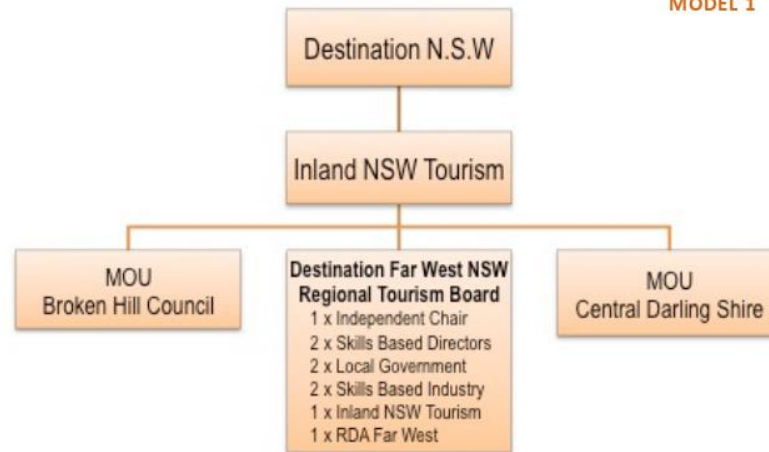 MODEL 1
Destination N.S.W
Inland NSW Tourism
MOU
Broken Hill Council
Destination Far West NSW
Regional Tourism Board
1 x Independent Chair
2 x Skills Based Directors
2 x Local Government
2 x Skills Based Industry
1 x Inland NSW Tourism
1 x RDA Far West
MOU
Central Darling Shire